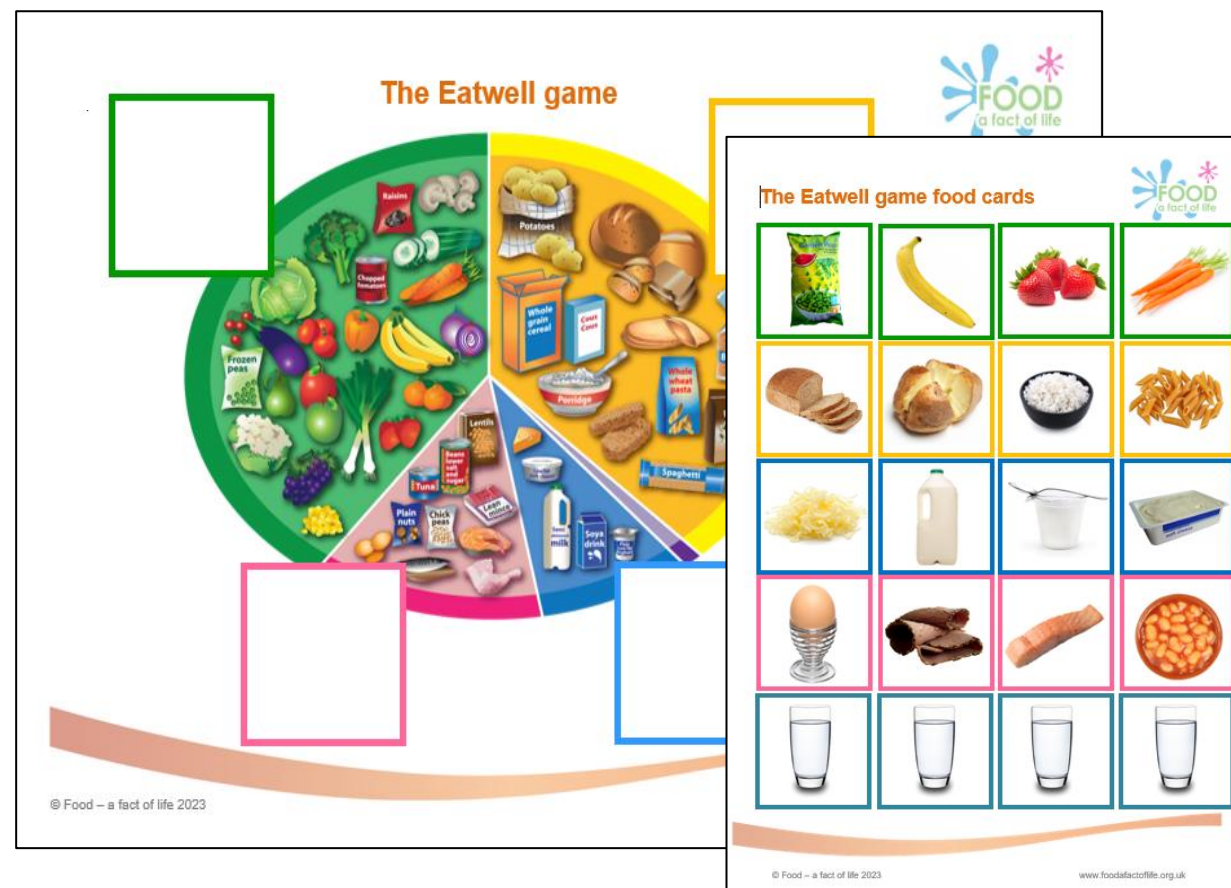 The Eatwell game
FOOD
a fact of life
Raisins
Potatoes
Chopped
tomatoes
Whole
grain
cereal
Cous
Cous
Frozen
peas
Porridge
Whole
wheat
pasta
Lentils
Beans
lower
salt
and
sugar
Tuna
Spaghetti
Plain
nuts
Chick
peas
Lean
mince
milk
Soya
drink
© Food – a fact of life 2023
The Eatwell game food cards
FOOD
a fact of life
© Food – a fact of life 2023
www.foodafactoflife.org.uk